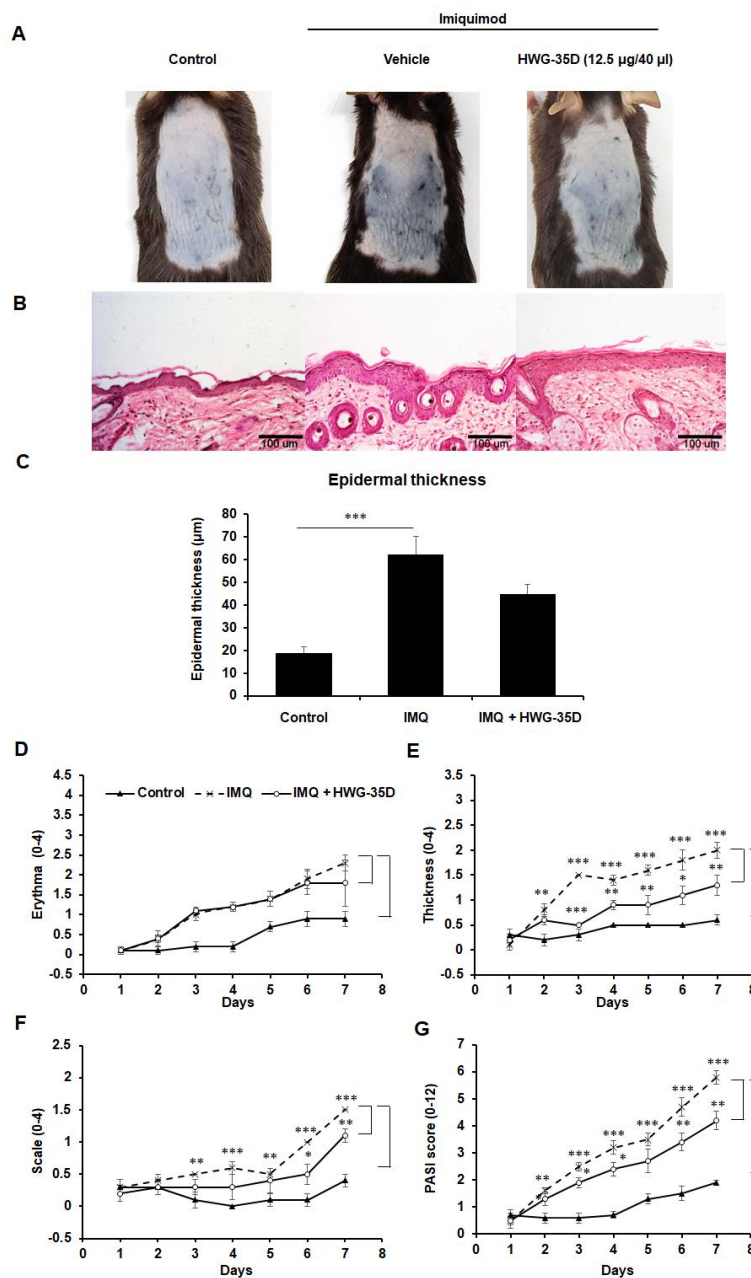 Imiquimod
A
Control
Vehicle
HWG-35D (12.5 µg/40 µl)
B
100 um
100 um
100 um
C
Epidermal thickness
***
Epidermal thickness (µm)
80
70
60
50
40
30
20
10
0
Control
IMQ
IMQ + HWG-35D
D
Control
IMQ
IMQ + HWG-35D
Erythma (0-4)
4.5
4
3.5
3
2.5
2
1.5
1
0.5
0
-0.5
0 1 2 3 4 5 6 7 8
Days
E
Thickness (0-4)
3.5
3
2.5
2
1.5
1
0.5
0
-0.5
** *** *** *** *** ***
*** ** ** * **
0 1 2 3 4 5 6 7 8
Days
F
Scale (0-4)
2.5
2
1.5
1
0.5
0
-0.5
** *** ** *** ***
* **
0 1 2 3 4 5 6 7 8
Days
G
PASI score (0-12)
7
6
5
4
3
2
1
0
** *** *** *** *** ***
* * ** **
0 1 2 3 4 5 6 7 8
Days